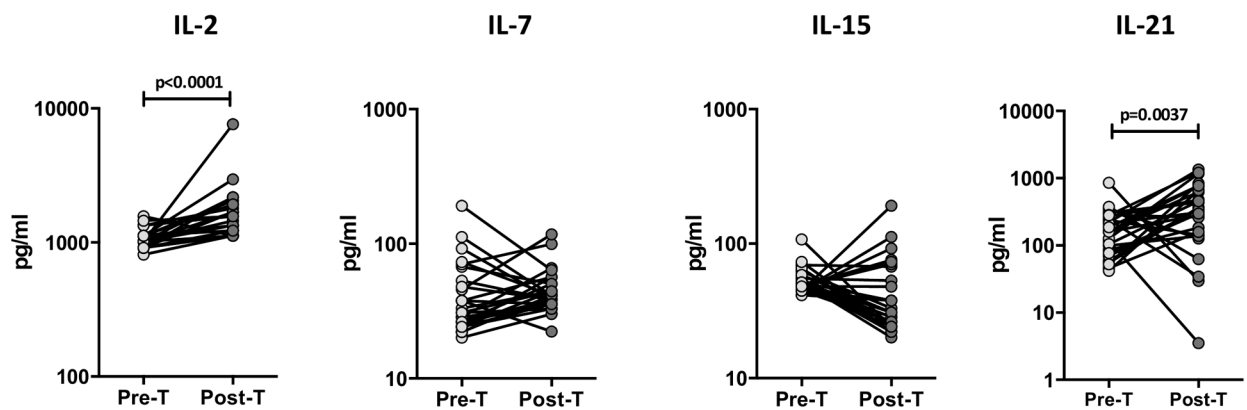 IL-2
p<0.0001
10000
1000
100
pg/ml
Pre-T Post-T
IL-7
1000
100
10
pg/ml
Pre-T Post-T
IL-15
1000
100
10
pg/ml
Pre-T Post-T
IL-21
p=0.0037
10000
1000
100
10
1
pg/ml
Pre-T Post-T